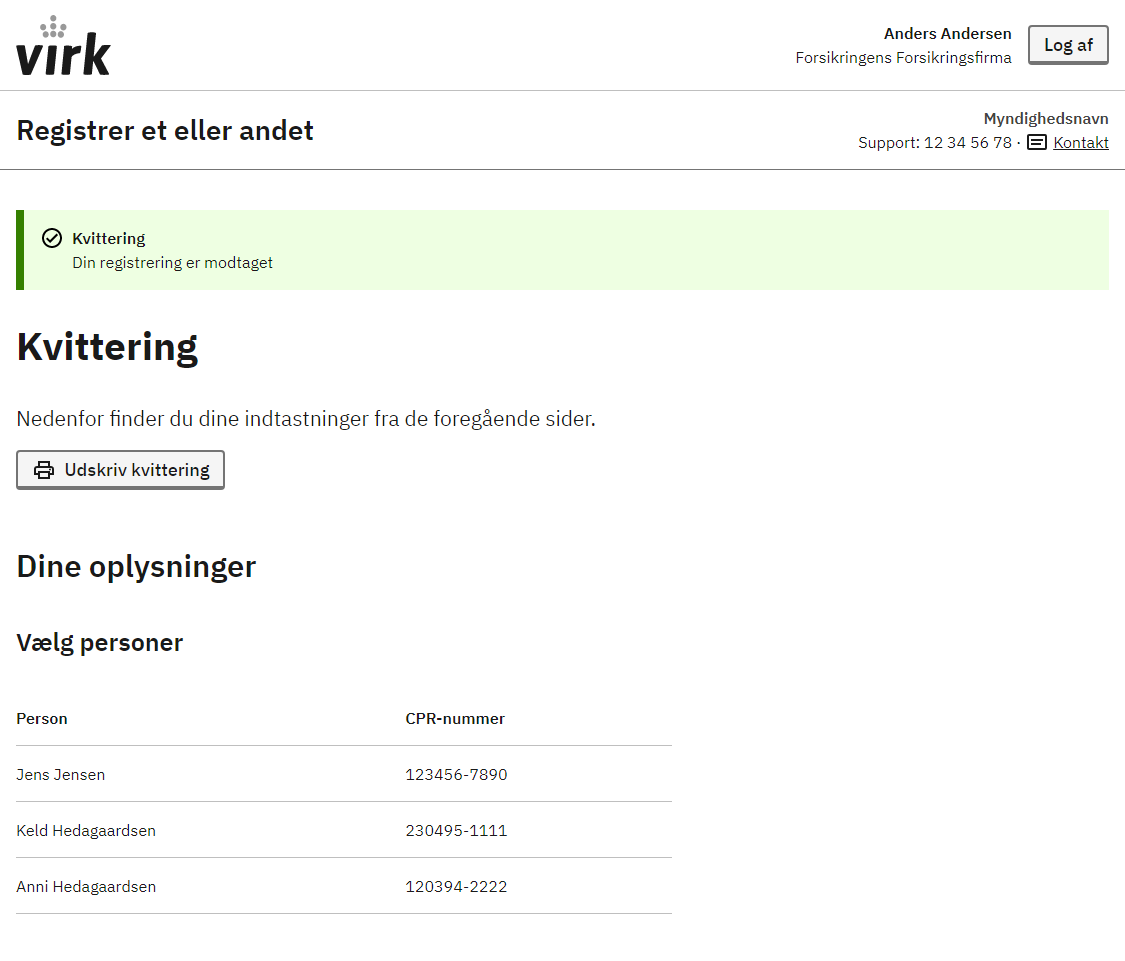 virk
Anders Andersen
Forsikringens Forsikringsfirma
Log af
Registrer et eller andet
Myndighedsnavn
Support: 12 34 56 78 · Kontakt
Kvittering
Din registrering er modtaget
Kvittering
Nedenfor finder du dine indtastninger fra de foregående sider.
Udskriv kvittering
Dine oplysninger
Vælg personer
Person CPR-nummer
Jens Jensen 123456-7890
Keld Hedagaardsen 230495-1111
Anni Hedagaardsen 120394-2222